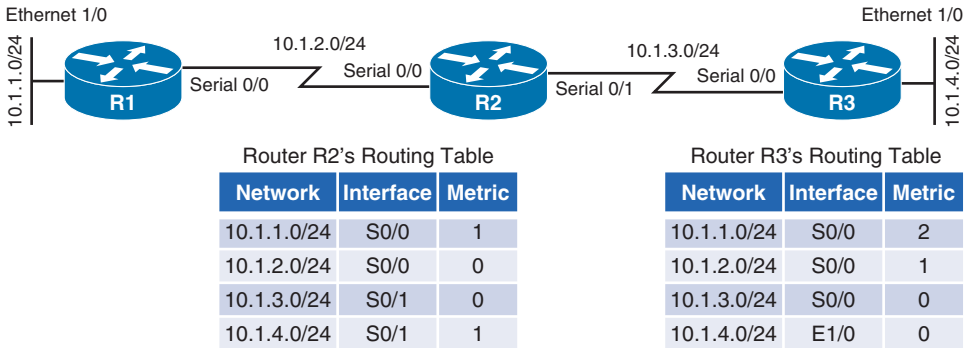 Ethernet 1/0
Ethernet 1/0
10.1.1.0/24
R1
Serial 0/0
10.1.2.0/24
Serial 0/0
R2
Serial 0/1
10.1.3.0/24
Serial 0/0
R3
10.1.4.0/24
Router R2's Routing Table
Network Interface Metric
10.1.1.0/24 S0/0 1
10.1.2.0/24 S0/0 0
10.1.3.0/24 S0/1 0
10.1.4.0/24 S0/1 1
Router R3's Routing Table
Network Interface Metric
10.1.1.0/24 S0/0 2
10.1.2.0/24 S0/0 1
10.1.3.0/24 S0/0 0
10.1.4.0/24 E1/0 0